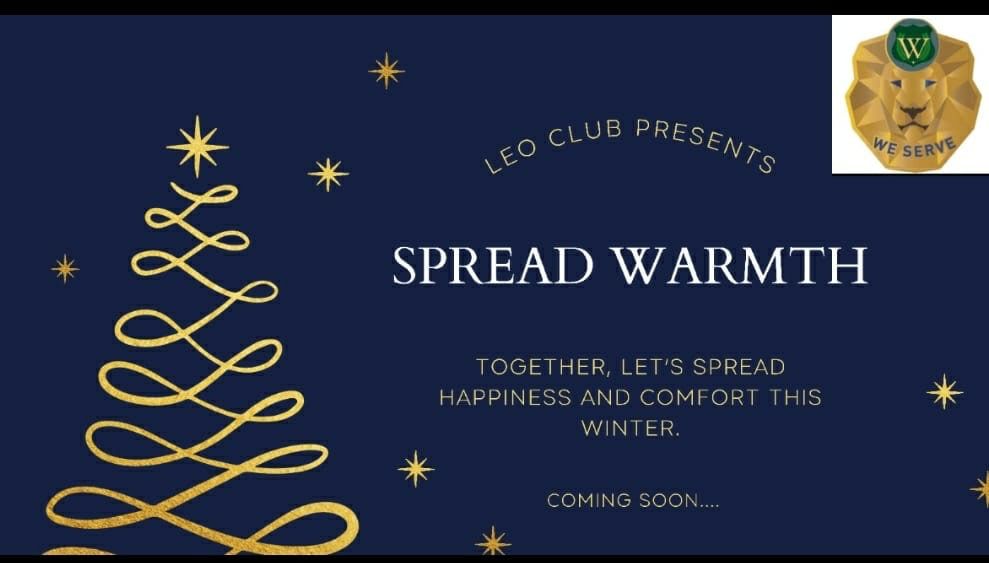 W
WE SERVE
LEO CLUB PRESENTS
SPREAD WARMTH
TOGETHER, LET'S SPREAD
HAPPINESS AND COMFORT THIS
WINTER.
COMING SOON....